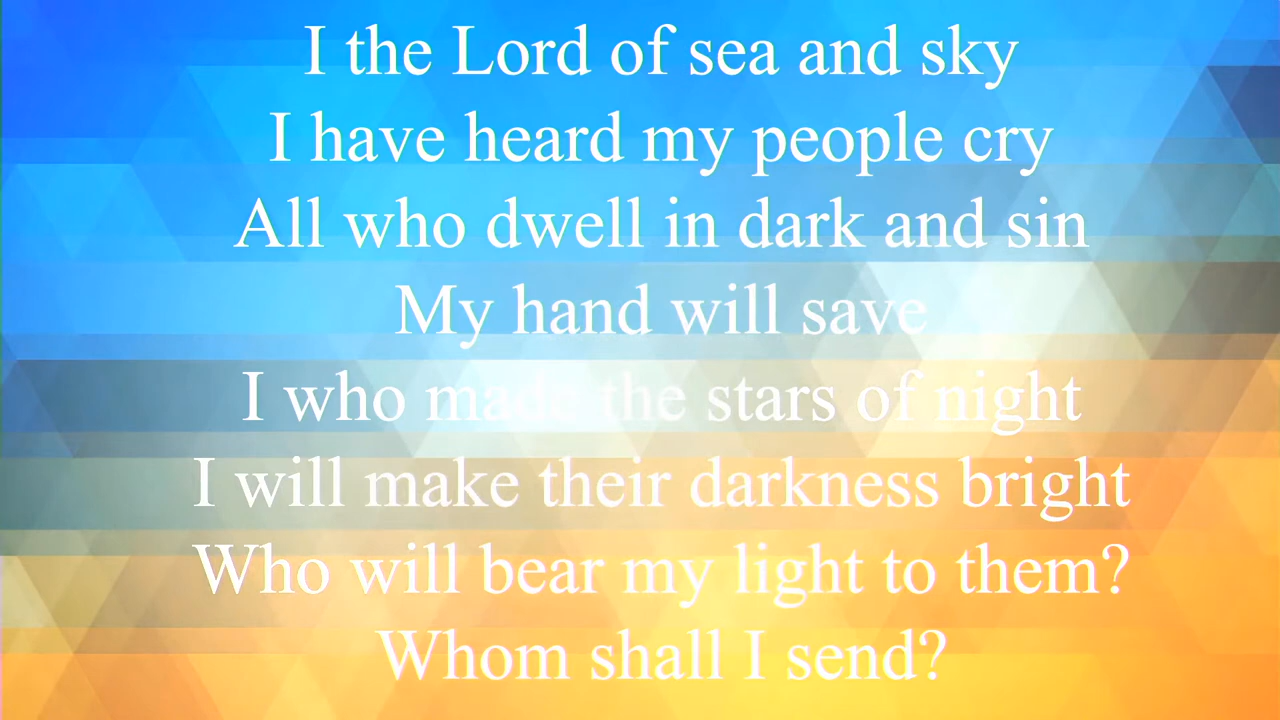 I the Lord of sea and sky
I have heard my people cry
All who dwell in dark and sin
My hand will save
I who made the stars of night
I will make their darkness bright
Who will bear my light to them?
Whom shall I send?